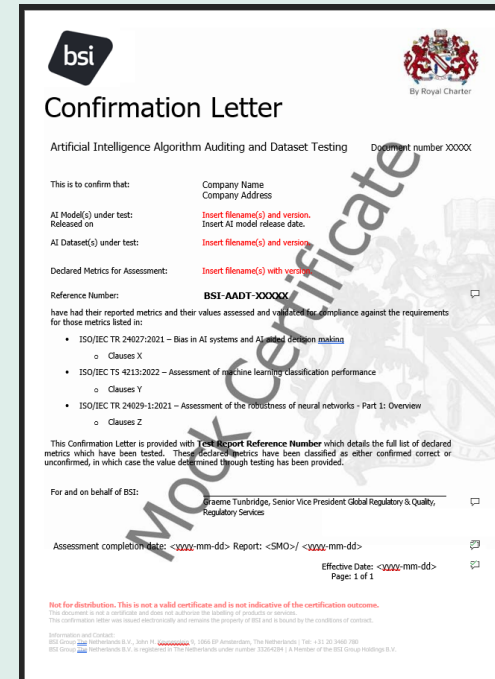 bsi
By Royal Charter
Confirmation Letter
Artificial Intelligence Algorithm Auditing and Dataset Testing Document number XXXXX
This is to confirm that: Company Name
Company Address
AI Model(s) under test: Insert filename(s) and version.
Released on Insert AI model release date.
AI Dataset(s) under test: Insert filename(s) and version.
Declared Metrics for Assessment: Insert filename(s) with version.
Reference Number: BSI-AADT-XXXXX
have had their reported metrics and their values assessed and validated for compliance against the requirements
for those metrics listed in:
• ISO/IEC TR 24027:2021 – Bias in AI systems and AI aided decision making
o Clauses X
• ISO/IEC TS 4213:2022 – Assessment of machine learning classification performance
o Clauses Y
• ISO/IEC TR 24029-1:2021 – Assessment of the robustness of neural networks - Part 1: Overview
o Clauses Z
This Confirmation Letter is provided with Test Report Reference Number which details the full list of declared
metrics which have been tested. These declared metrics have been classified as either confirmed correct or
unconfirmed, in which case the value determined through testing has been provided.
For and on behalf of BSI:
Graeme Tunbridge, Senior Vice President Global Regulatory & Quality,
Regulatory Services
Assessment completion date: <yyyy-mm-dd> Report: <SMO>/ <yyyy-mm-dd>
Effective Date: <yyyy-mm-dd>
Page: 1 of 1
Not for distribution. This is not a valid certificate and is not indicative of the certification outcome.
This document is not a certificate and does not authorise the labelling of products or services.
This confirmation letter was issued electronically and remains the property of BSI and is bound by the conditions of contract.
Information and Contact:
BSI Group The Netherlands B.V., John M. 9, 1066 EP Amsterdam, The Netherlands | Tel: +31 20 3460 780
BSI Group The Netherlands B.V. is registered in The Netherlands under number 33264284 | A Member of the BSI Group Holdings B.V.
Mock Certificate